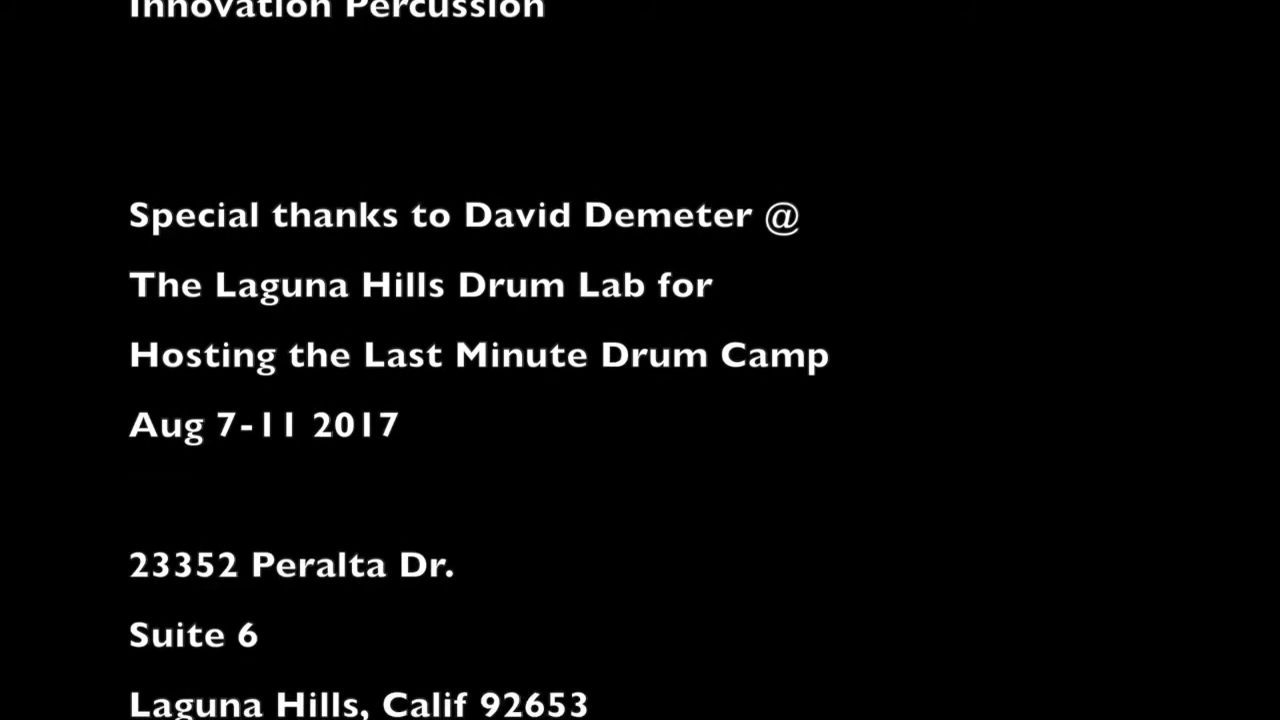 Innovation Percussion
Special thanks to David Demeter @
The Laguna Hills Drum Lab for
Hosting the Last Minute Drum Camp
Aug 7-11 2017
23352 Peralta Dr.
Suite 6
Laguna Hills, Calif 92653